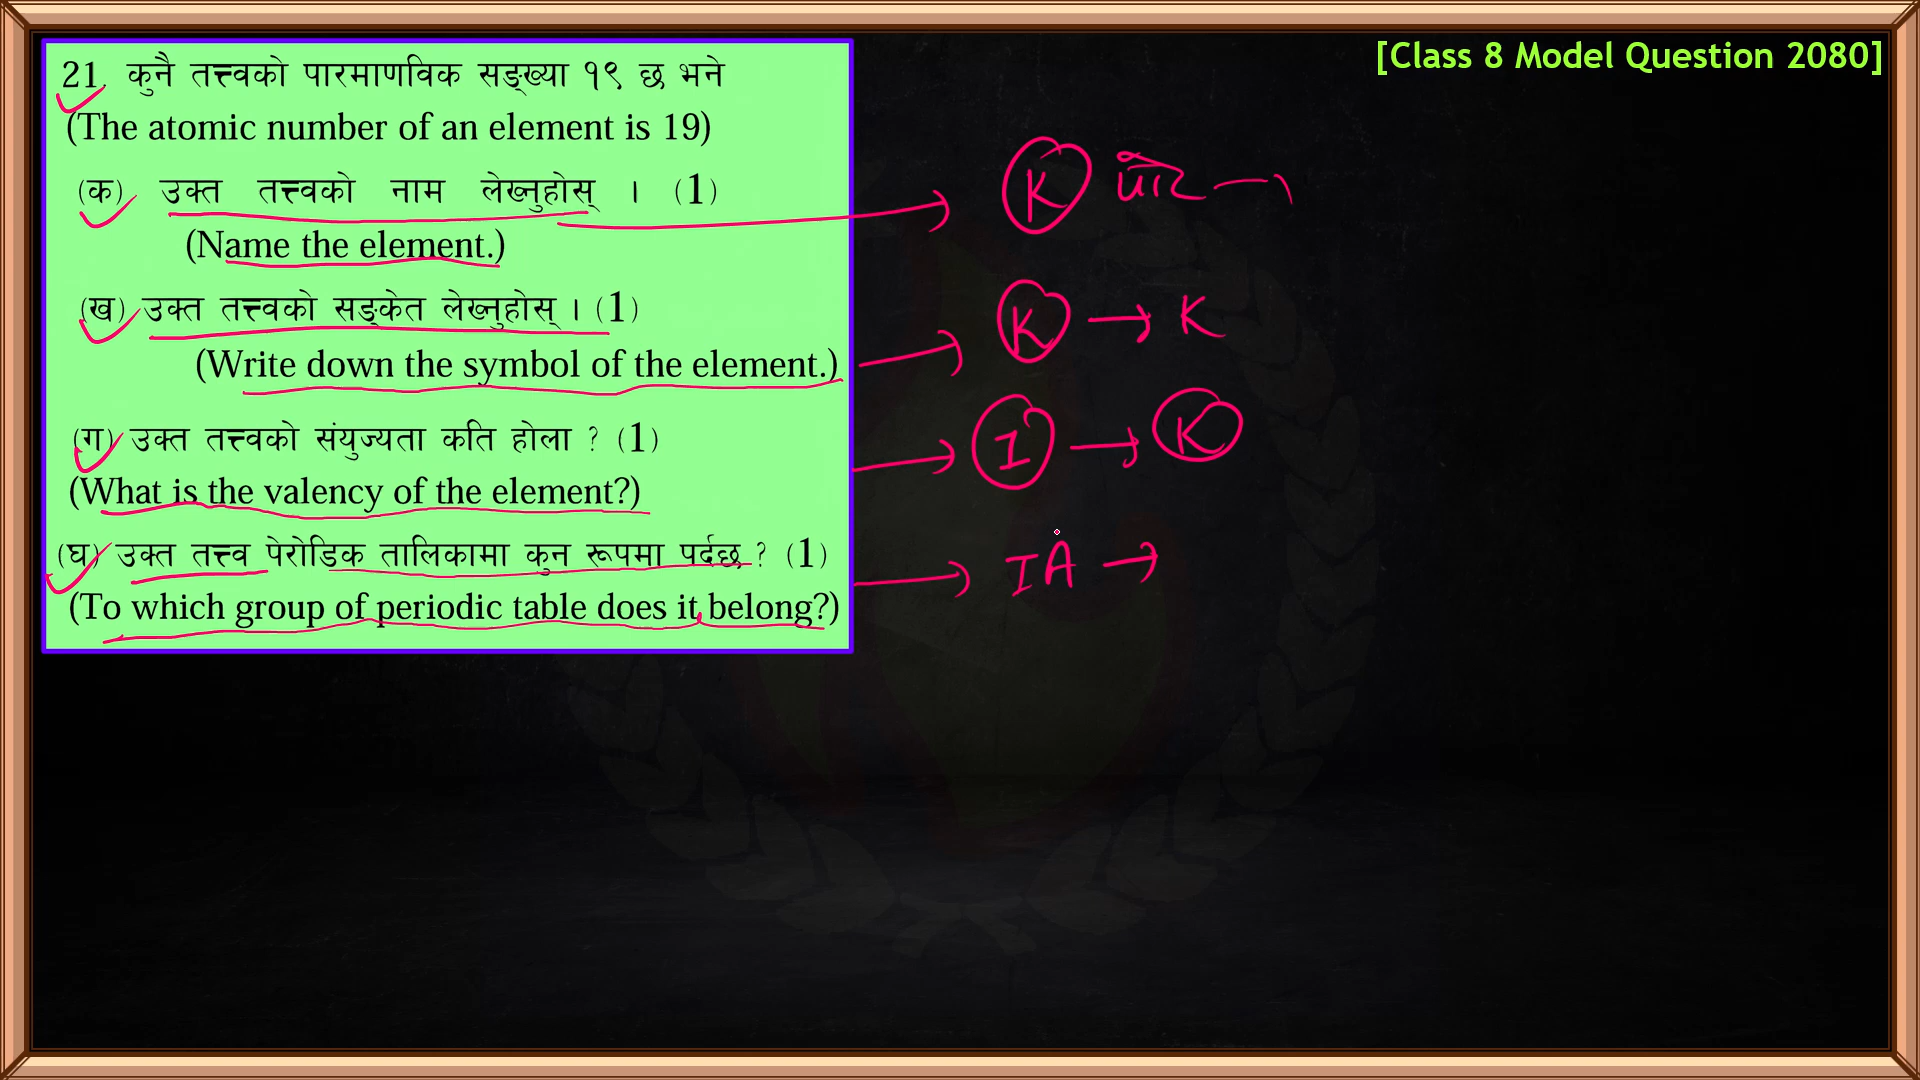 [Class 8 Model Question 2080]
21. कुनै तत्त्वको पारमाणविक सङ्ख्या १९ छ भने
(The atomic number of an element is 19)
(क) उक्त तत्त्वको नाम लेख्नुहोस् । (1)
(Name the element.)
K
(ख) उक्त तत्त्वको सङ्केत लेख्नुहोस् । (1)
(Write down the symbol of the element.)
K → K
(ग) उक्त तत्त्वको संयुज्यता कति होला ? (1)
(What is the valency of the element?)
I → K
(घ) उक्त तत्त्व पेरोडिक तालिकामा कुन रूपमा पर्दछ ? (1)
(To which group of periodic table does it belong?)
→ IA →